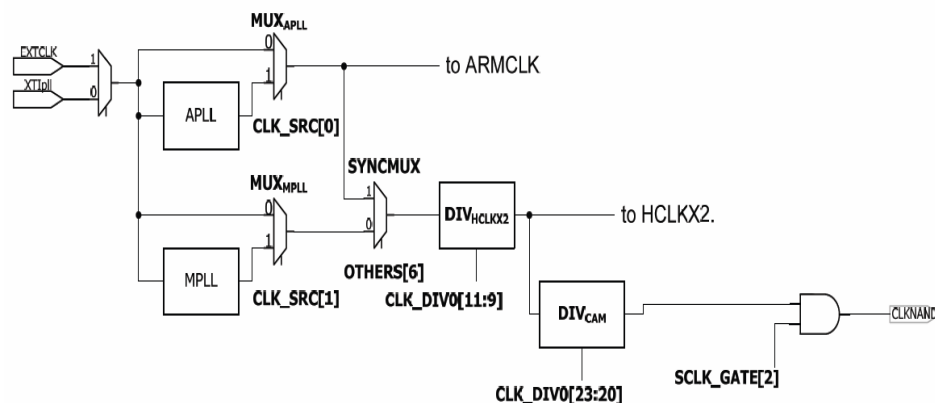 MUXAPLL
EXTCLK
1
0
to ARMCLK
XTIpll
0
1
APLL
CLK_SRC[0]
SYNCMUX
MUXMPLL
1
0
0
DIVHCLKX2
to HCLKX2.
1
MPLL
OTHERS[6]
CLK_SRC[1]
CLK_DIV0[11:9]
DIVCAM
CLKNAND
SCLK_GATE[2]
CLK_DIV0[23:20]